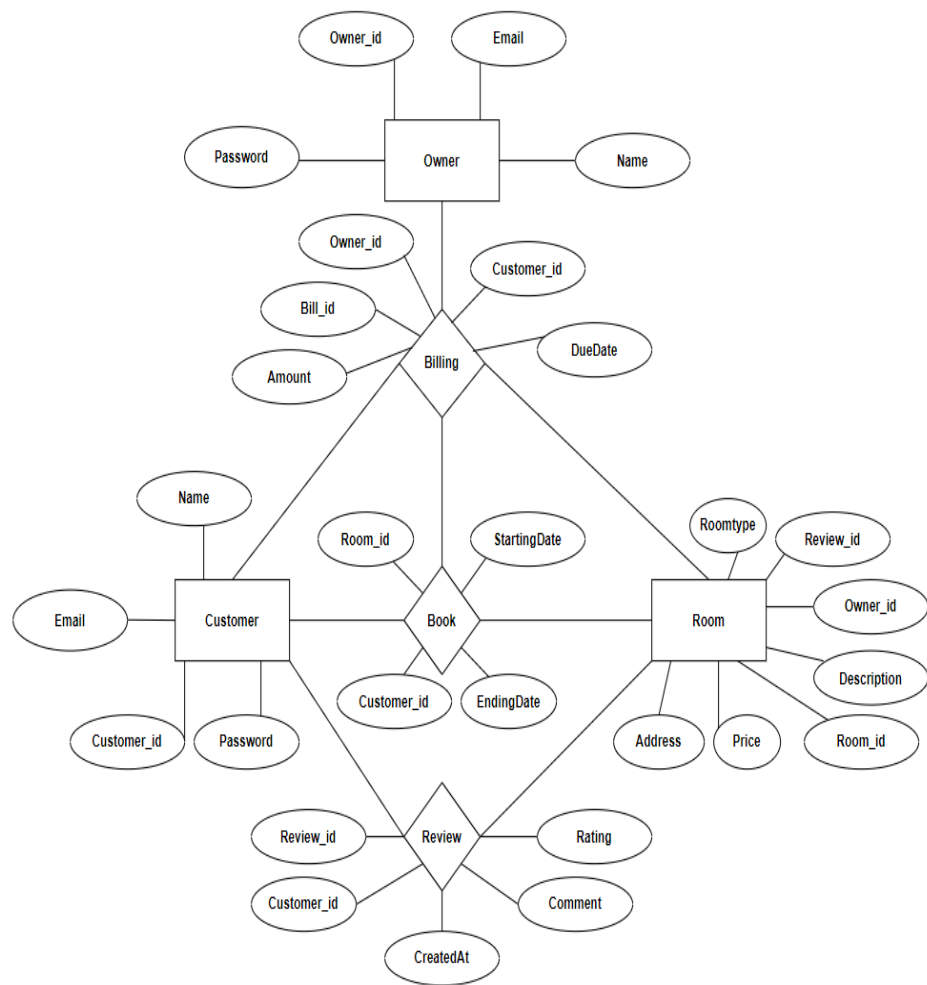 Owner_id
Email
Password
Owner
Name
Owner_id
Customer_id
Bill_id
DueDate
Billing
Amount
Name
Roomtype
Room_id
StartingDate
Review_id
Owner_id
Email
Customer
Book
Room
Description
Customer_id
EndingDate
Customer_id
Password
Address
Price
Room_id
Review_id
Review
Rating
Customer_id
Comment
CreatedAt